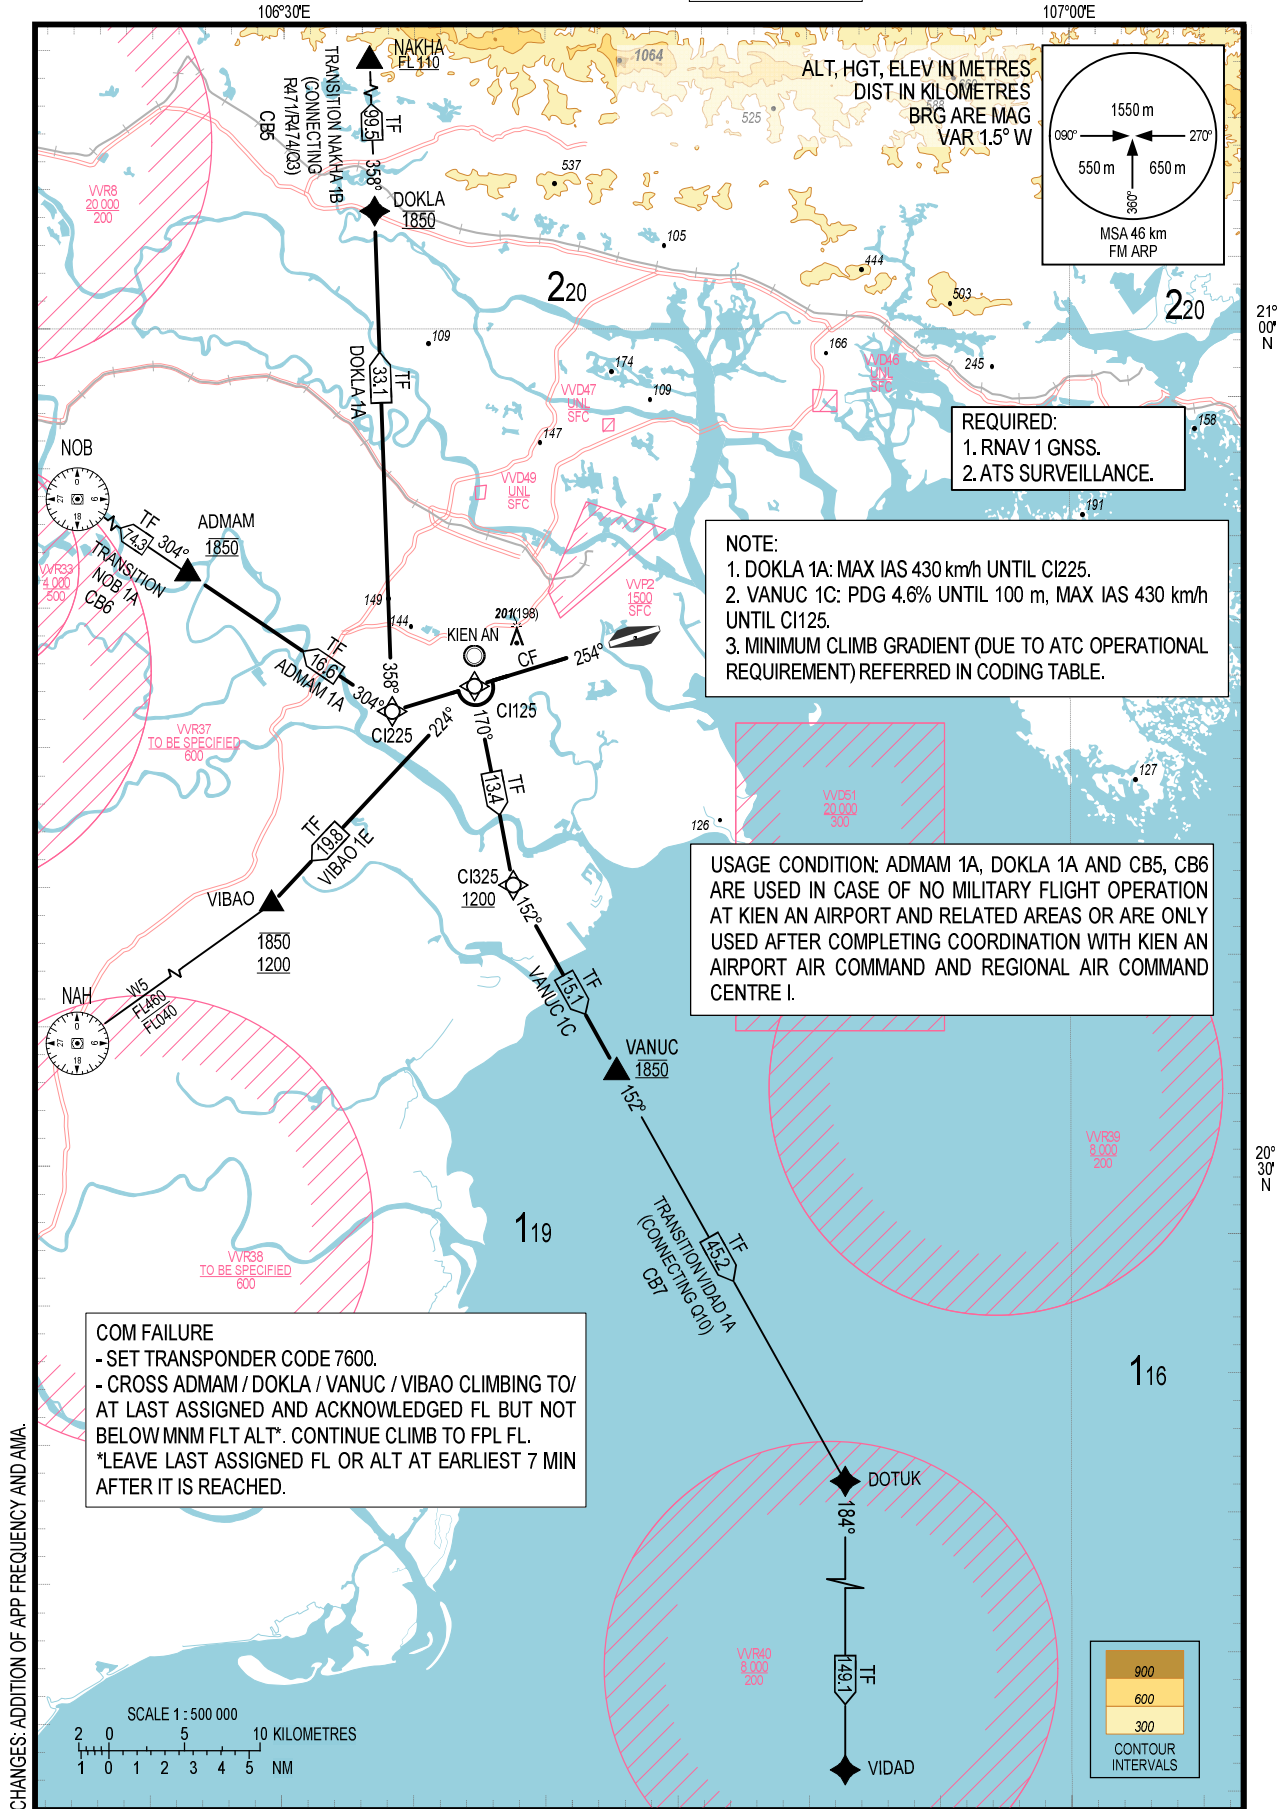 106°30'E
107°00'E
NAKHA
FL 110
TRANSITION NAKHA 1B
(CONNECTING
R471/R474/Q3)
CB5
TF
99.5
358°
DOKLA
1850
1064
525
588
660
537
105
444
503
ALT, HGT, ELEV IN METRES
DIST IN KILOMETRES
BRG ARE MAG
VAR 1.5° W
1550 m
090°
270°
550 m
650 m
360°
MSA 46 km
FM ARP
VVR8
20 000
200
220
220
21°
00'
N
109
174
109
166
245
158
147
191
VVD46
UNL
SFC
VVD47
UNL
SFC
VVD49
UNL
SFC
TF
33.1
DOKLA 1A
REQUIRED:
1. RNAV 1 GNSS.
2. ATS SURVEILLANCE.
NOB
0
9
18
27
TF
74.3
304°
TRANSITION
NOB 1A
CB6
ADMAM
1850
VVR33
4 000
500
NOTE:
1. DOKLA 1A: MAX IAS 430 km/h UNTIL CI225.
2. VANUC 1C: PDG 4.6% UNTIL 100 m, MAX IAS 430 km/h
UNTIL CI125.
3. MINIMUM CLIMB GRADIENT (DUE TO ATC OPERATIONAL
REQUIREMENT) REFERRED IN CODING TABLE.
VVP2
1500
SFC
149
144
201(198)
KIEN AN
CF
254°
TF
16.6
ADMAM 1A
304°
358°
CI225
CI125
224°
170°
VVR37
TO BE SPECIFIED
600
TF
13.4
127
126
VVD51
20 000
300
TF
19.8
VIBAO 1E
CI325
1200
152°
USAGE CONDITION: ADMAM 1A, DOKLA 1A AND CB5, CB6
ARE USED IN CASE OF NO MILITARY FLIGHT OPERATION
AT KIEN AN AIRPORT AND RELATED AREAS OR ARE ONLY
USED AFTER COMPLETING COORDINATION WITH KIEN AN
AIRPORT AIR COMMAND AND REGIONAL AIR COMMAND
CENTRE I.
VIBAO
1850
1200
W5
FL460
FL040
NAH
0
9
18
27
TF
15.1
VANUC 1C
VANUC
1850
152°
VVR39
8 000
200
20°
30'
N
TF
45.2
TRANSITION VIDAD 1A
(CONNECTING Q10)
CB7
119
116
VVR38
TO BE SPECIFIED
600
COM FAILURE
- SET TRANSPONDER CODE 7600.
- CROSS ADMAM / DOKLA / VANUC / VIBAO CLIMBING TO/
AT LAST ASSIGNED AND ACKNOWLEDGED FL BUT NOT
BELOW MNM FLT ALT*. CONTINUE CLIMB TO FPL FL.
*LEAVE LAST ASSIGNED FL OR ALT AT EARLIEST 7 MIN
AFTER IT IS REACHED.
DOTUK
184°
TF
149.1
VIDAD
VVR40
8 000
200
900
600
300
CONTOUR
INTERVALS
SCALE 1 : 500 000
2 0 5 10 KILOMETRES
1 0 1 2 3 4 5 NM
CHANGES: ADDITION OF APP FREQUENCY AND AMA.